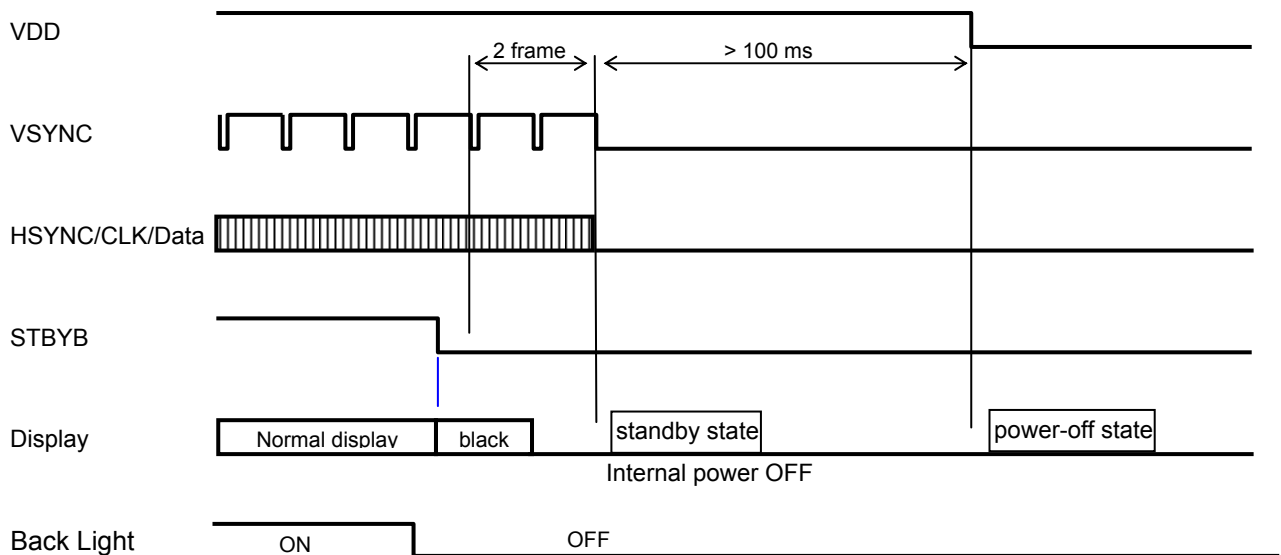 VDD
2 frame
> 100 ms
VSYNC
HSYNC/CLK/Data
STBYB
Display
Normal display
black
standby state
power-off state
Internal power OFF
Back Light
ON
OFF